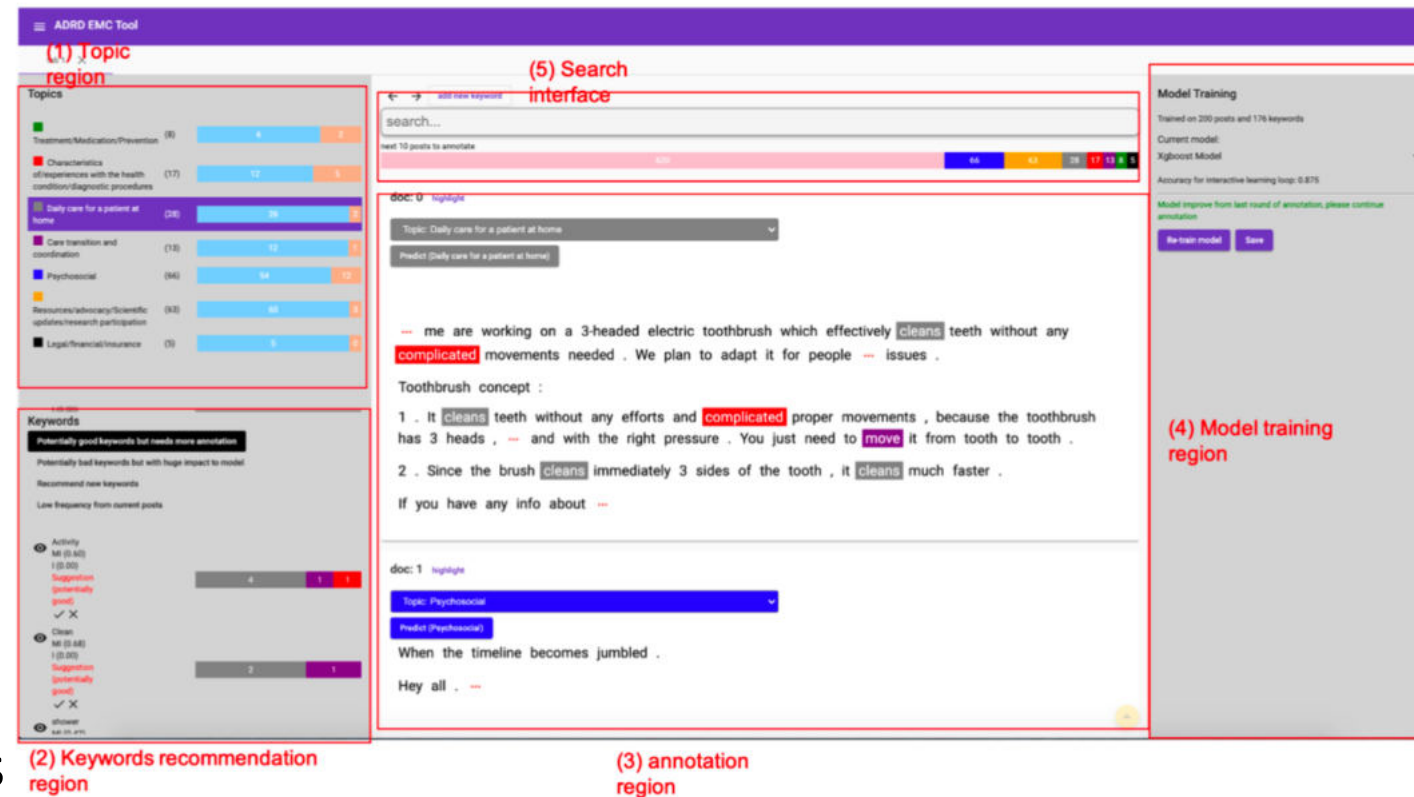 ADRD EMC Tool
(1) Topic
region
(5) Search
interface
Topics
Treatment/Medication/Prevention (8) 6 2
Characteristics
of/experiences with the health (17) 12 5
condition/diagnostic procedures
Daily care for a patient at (28) 26 2
home
Care transition and (13) 12 1
coordination
Psychosocial (66) 54 12
Resources/advocacy/Scientific (63) 60
updates/research participation
Legal/financial/insurance (5) 5 0
Keywords
Potentially good keywords but needs more annotation
Potentially bad keywords but with huge impact to model
Recommend new keywords
Low frequency from current posts
Activity
MI (0.60)
I (0.00)
Suggestion
(potentially
good)
4 1 1
Clean
MI (0.68)
I (0.00)
Suggestion
(potentially
good)
2 1
shower
(2) Keywords recommendation
region
← → add new keyword
search...
next 10 posts to annotate
66 63 28 17 13 8 5
doc: 0 highlight
Topic: Daily care for a patient at home
Predict (Daily care for a patient at home)
--- me are working on a 3-headed electric toothbrush which effectively cleans teeth without any
complicated movements needed . We plan to adapt it for people --- issues .
Toothbrush concept :
1 . It cleans teeth without any efforts and complicated proper movements , because the toothbrush
has 3 heads , --- and with the right pressure . You just need to move it from tooth to tooth .
2 . Since the brush cleans immediately 3 sides of the tooth , it cleans much faster .
If you have any info about ---
doc: 1 highlight
Topic: Psychosocial
Predict (Psychosocial)
When the timeline becomes jumbled .
Hey all . ---
(3) annotation
region
Model Training
Trained on 200 posts and 176 keywords
Current model:
Xgboost Model
Accuracy for interactive learning loop: 0.875
Model improve from last round of annotation, please continue
annotation
Re-train model Save
(4) Model training
region